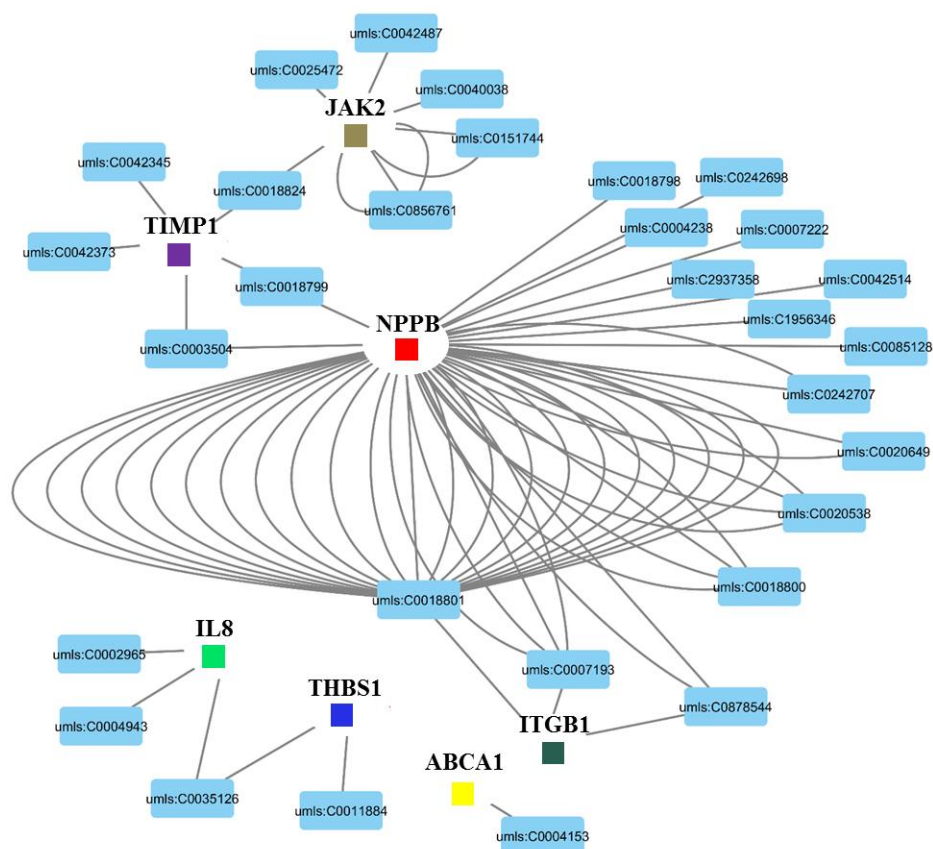 umls:C0042487
umls:C0025472
umls:C0040038
JAK2
umls:C0151744
umls:C0042345
umls:C0018824
umls:C0856761
umls:C0018798
umls:C0242698
TIMP1
umls:C0004238
umls:C0007222
umls:C0042373
umls:C0018799
umls:C2937358
umls:C0042514
NPPB
umls:C1956346
umls:C0003504
umls:C0085128
umls:C0242707
umls:C0020649
umls:C0020538
umls:C0018800
umls:C0018801
IL8
umls:C0002965
umls:C0007193
THBS1
umls:C0878544
umls:C0004943
ITGB1
ABCA1
umls:C0035126
umls:C0011884
umls:C0004153